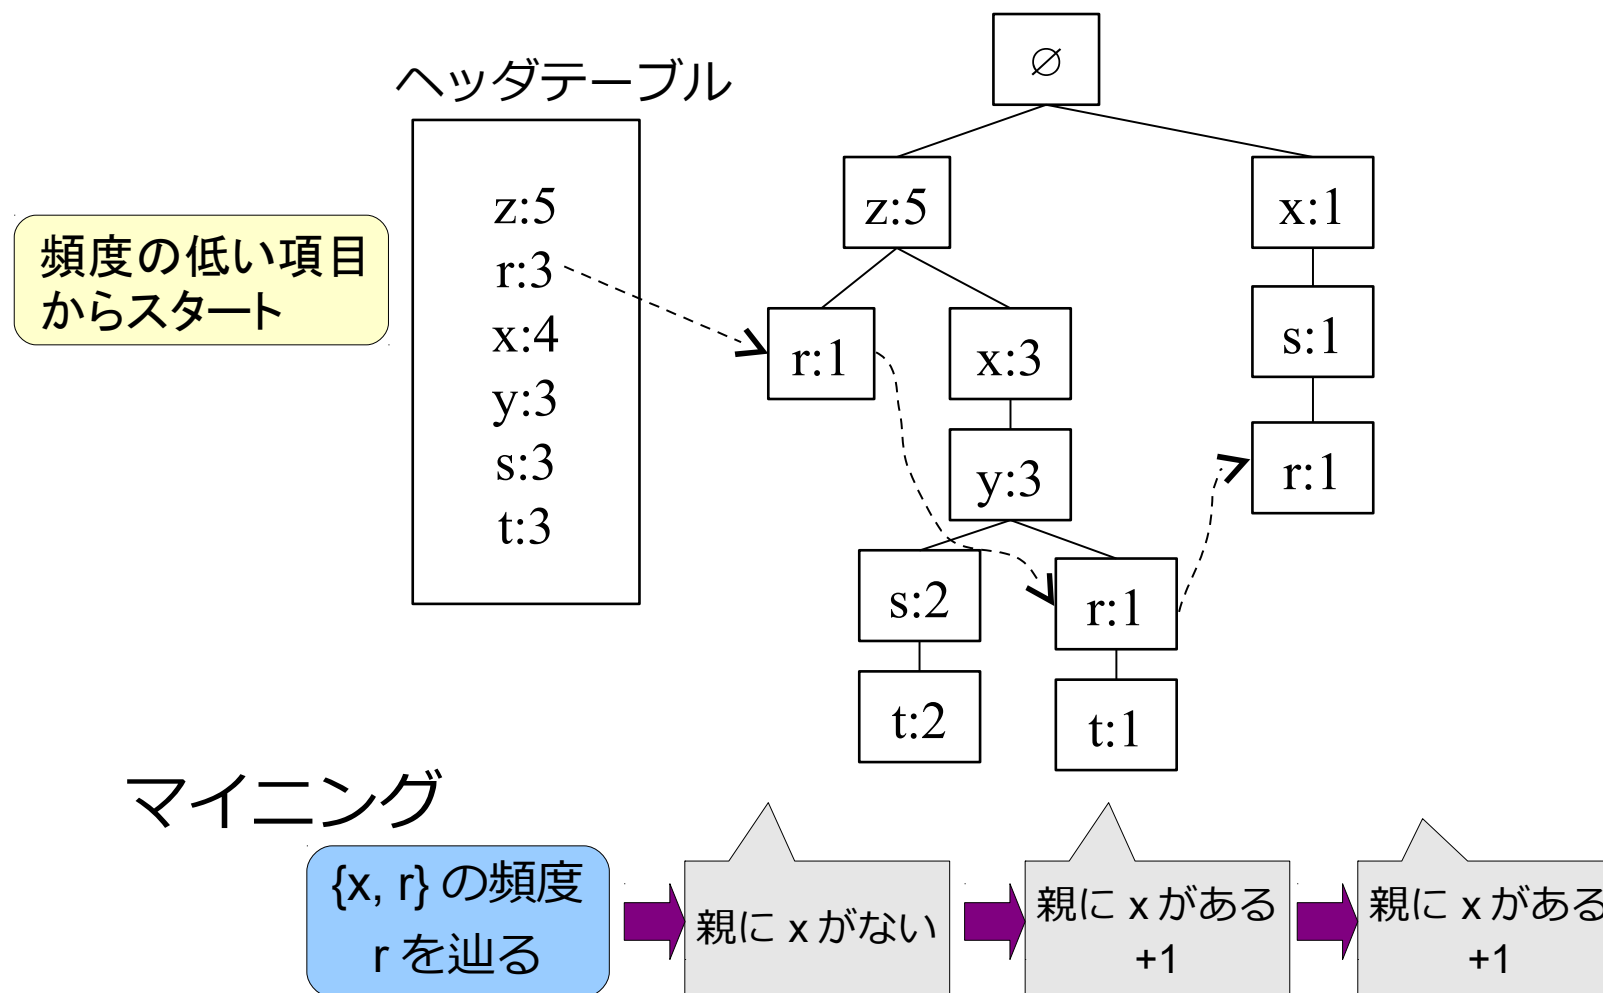 ∅
ヘッダテーブル
z:5
r:3
x:4
y:3
s:3
t:3
頻度の低い項目
からスタート
z:5
x:1
r:1
x:3
s:1
y:3
r:1
s:2
r:1
t:2
t:1
マイニング
{x, r} の頻度
r を辿る
親に x がない
親に x がある
+1
親に x がある
+1